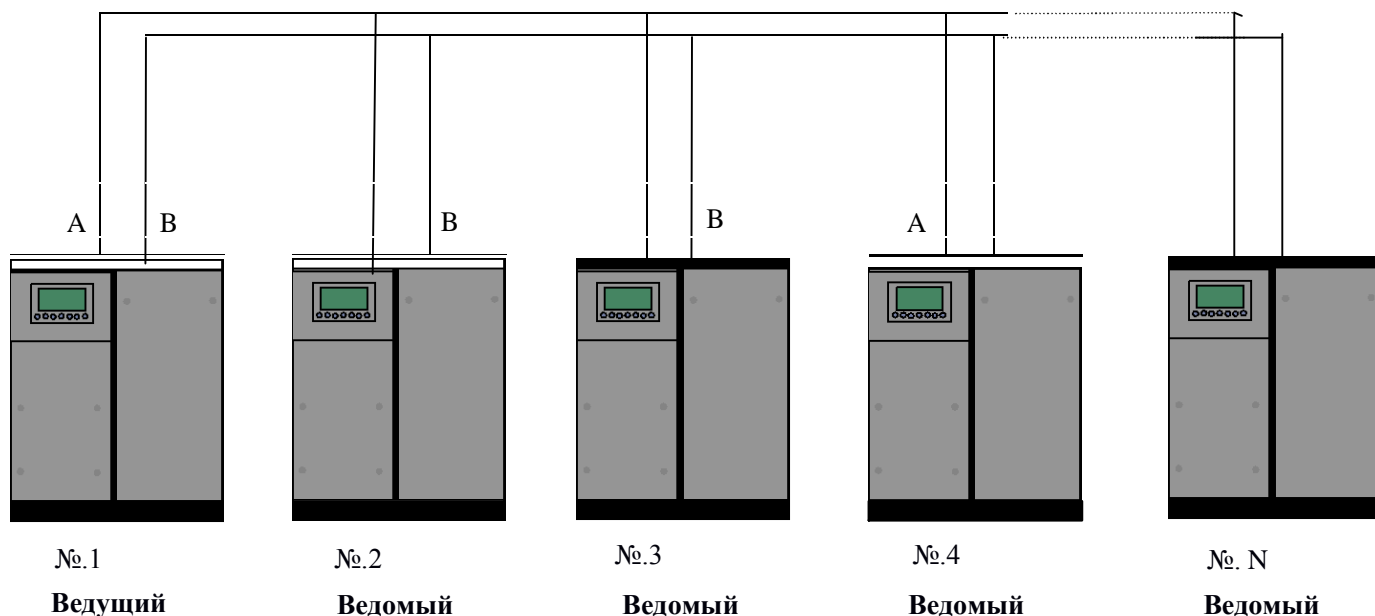 A B B B A
№.1 №.2 №.3 №.4 №. N
Ведущий Ведомый Ведомый Ведомый Ведомый